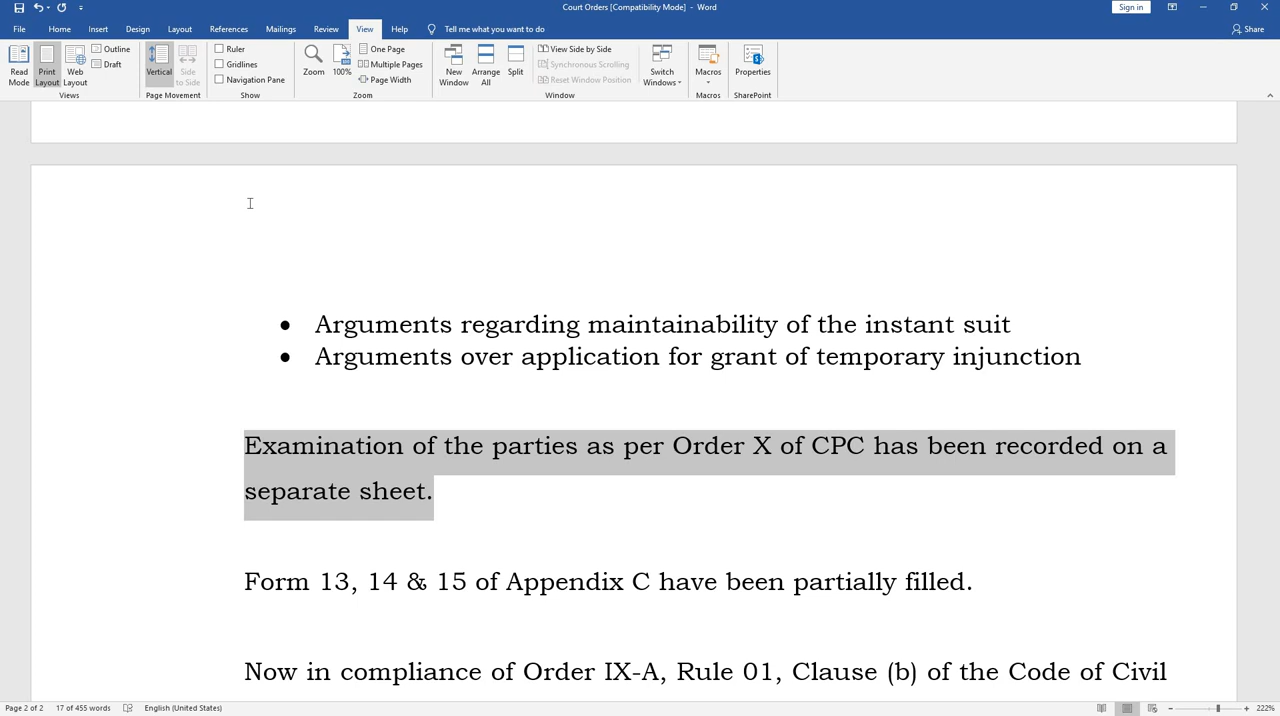 Court Orders [Compatibility Mode] - Word
Sign in
File Home Insert Draw Design Layout References Mailings Review View Help Tell me what you want to do
Share
Read Mode
Print Layout
Web Layout
Outline
Draft
Views
Vertical
Side to Side
Page Movement
Ruler
Gridlines
Navigation Pane
Show
Zoom
100%
One Page
Multiple Pages
Page Width
Zoom
New Window
Arrange All
Split
View Side by Side
Synchronous Scrolling
Reset Window Position
Window
Switch Windows
Macros
Macros
Properties
SharePoint
• Arguments regarding maintainability of the instant suit
• Arguments over application for grant of temporary injunction
Examination of the parties as per Order X of CPC has been recorded on a
separate sheet.
Form 13, 14 & 15 of Appendix C have been partially filled.
Now in compliance of Order IX-A, Rule 01, Clause (b) of the Code of Civil
Page 2 of 2 17 of 455 words English (United States) 222%